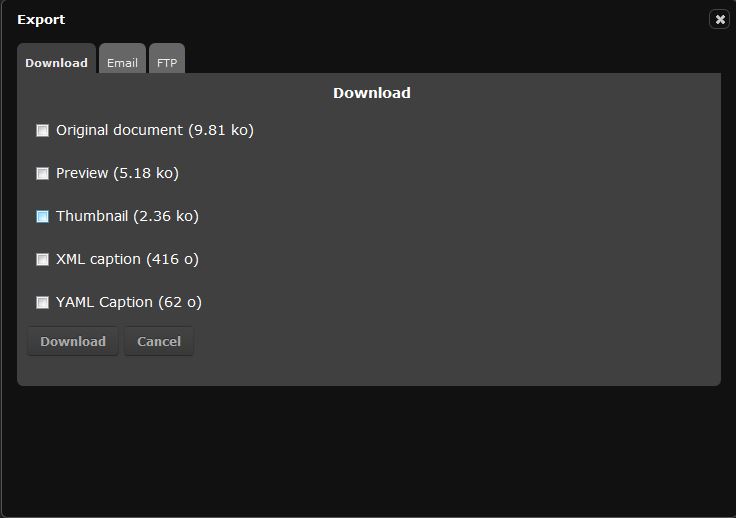 Export
Download Email FTP
Download
Original document (9.81 ko)
Preview (5.18 ko)
Thumbnail (2.36 ko)
XML caption (416 o)
YAML Caption (62 o)
Download Cancel